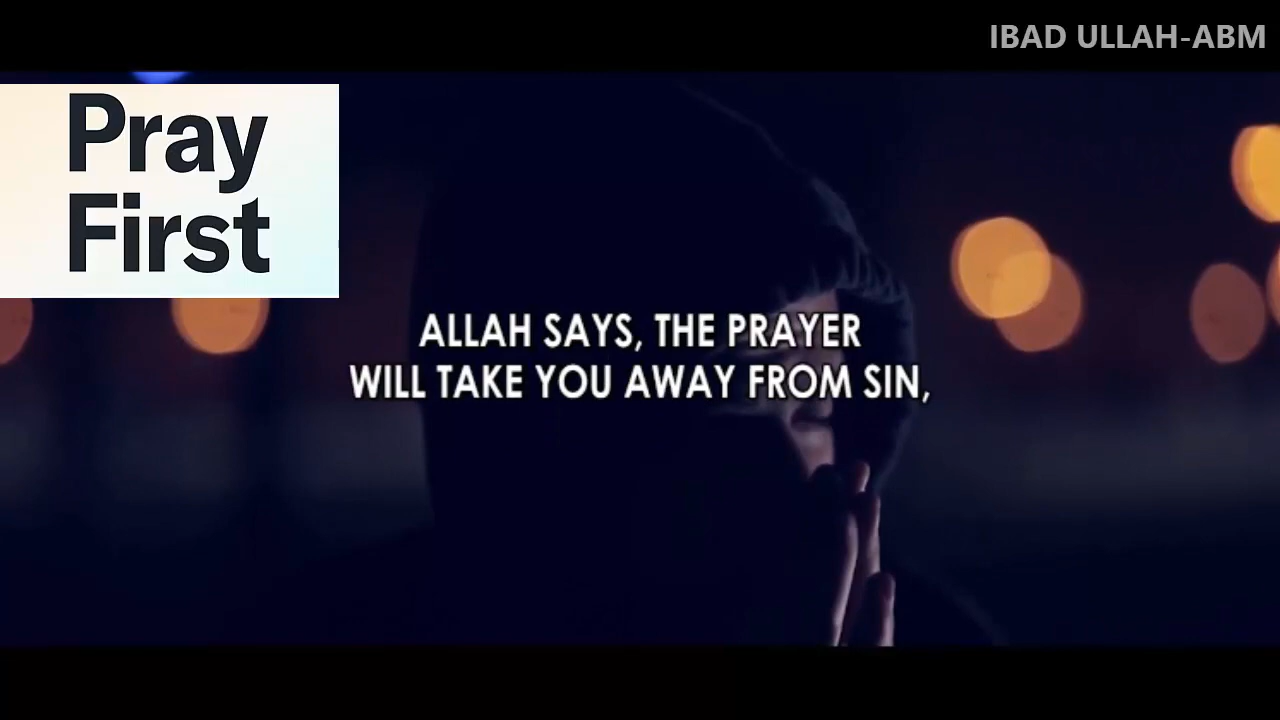 IBAD ULLAH-ABM
Pray
First
ALLAH SAYS, THE PRAYER
WILL TAKE YOU AWAY FROM SIN,